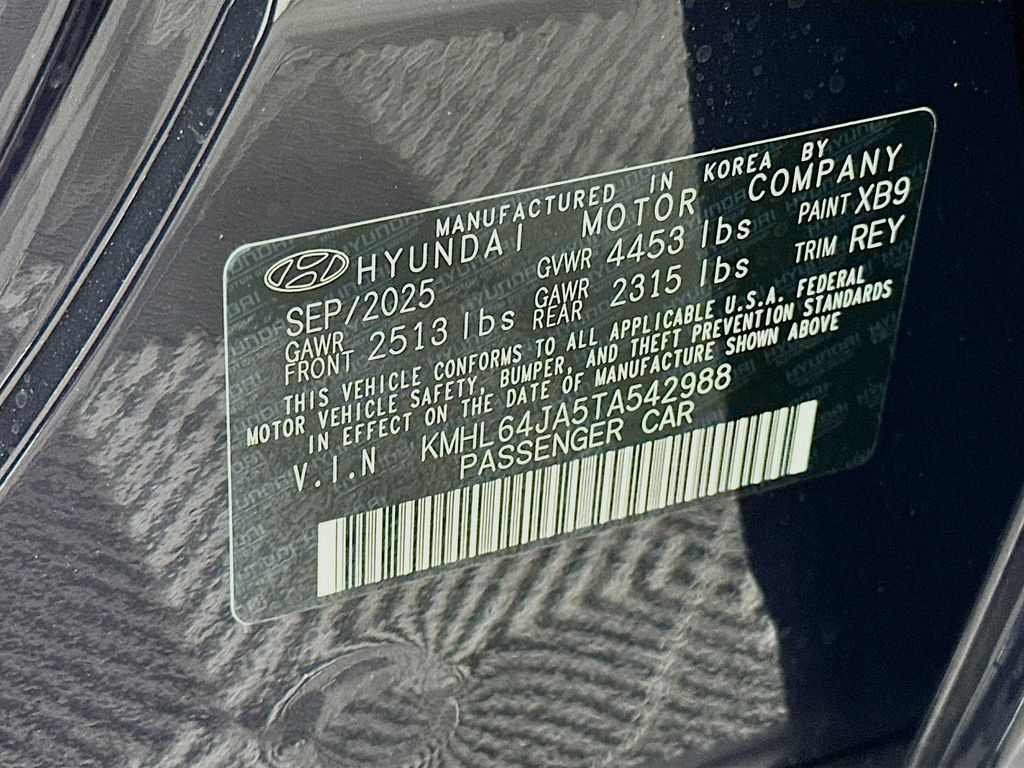 MANUFACTURED IN KOREA BY
HYUNDAI MOTOR COMPANY
SEP/2025 GVWR 4453 lbs PAINT XB9
GAWR FRONT 2513 lbs GAWR REAR 2315 lbs TRIM REY
THIS VEHICLE CONFORMS TO ALL APPLICABLE U.S.A. FEDERAL
MOTOR VEHICLE SAFETY, BUMPER, AND THEFT PREVENTION STANDARDS
IN EFFECT ON THE DATE OF MANUFACTURE SHOWN ABOVE
V.I.N KMHL64JA5TA542988
PASSENGER CAR